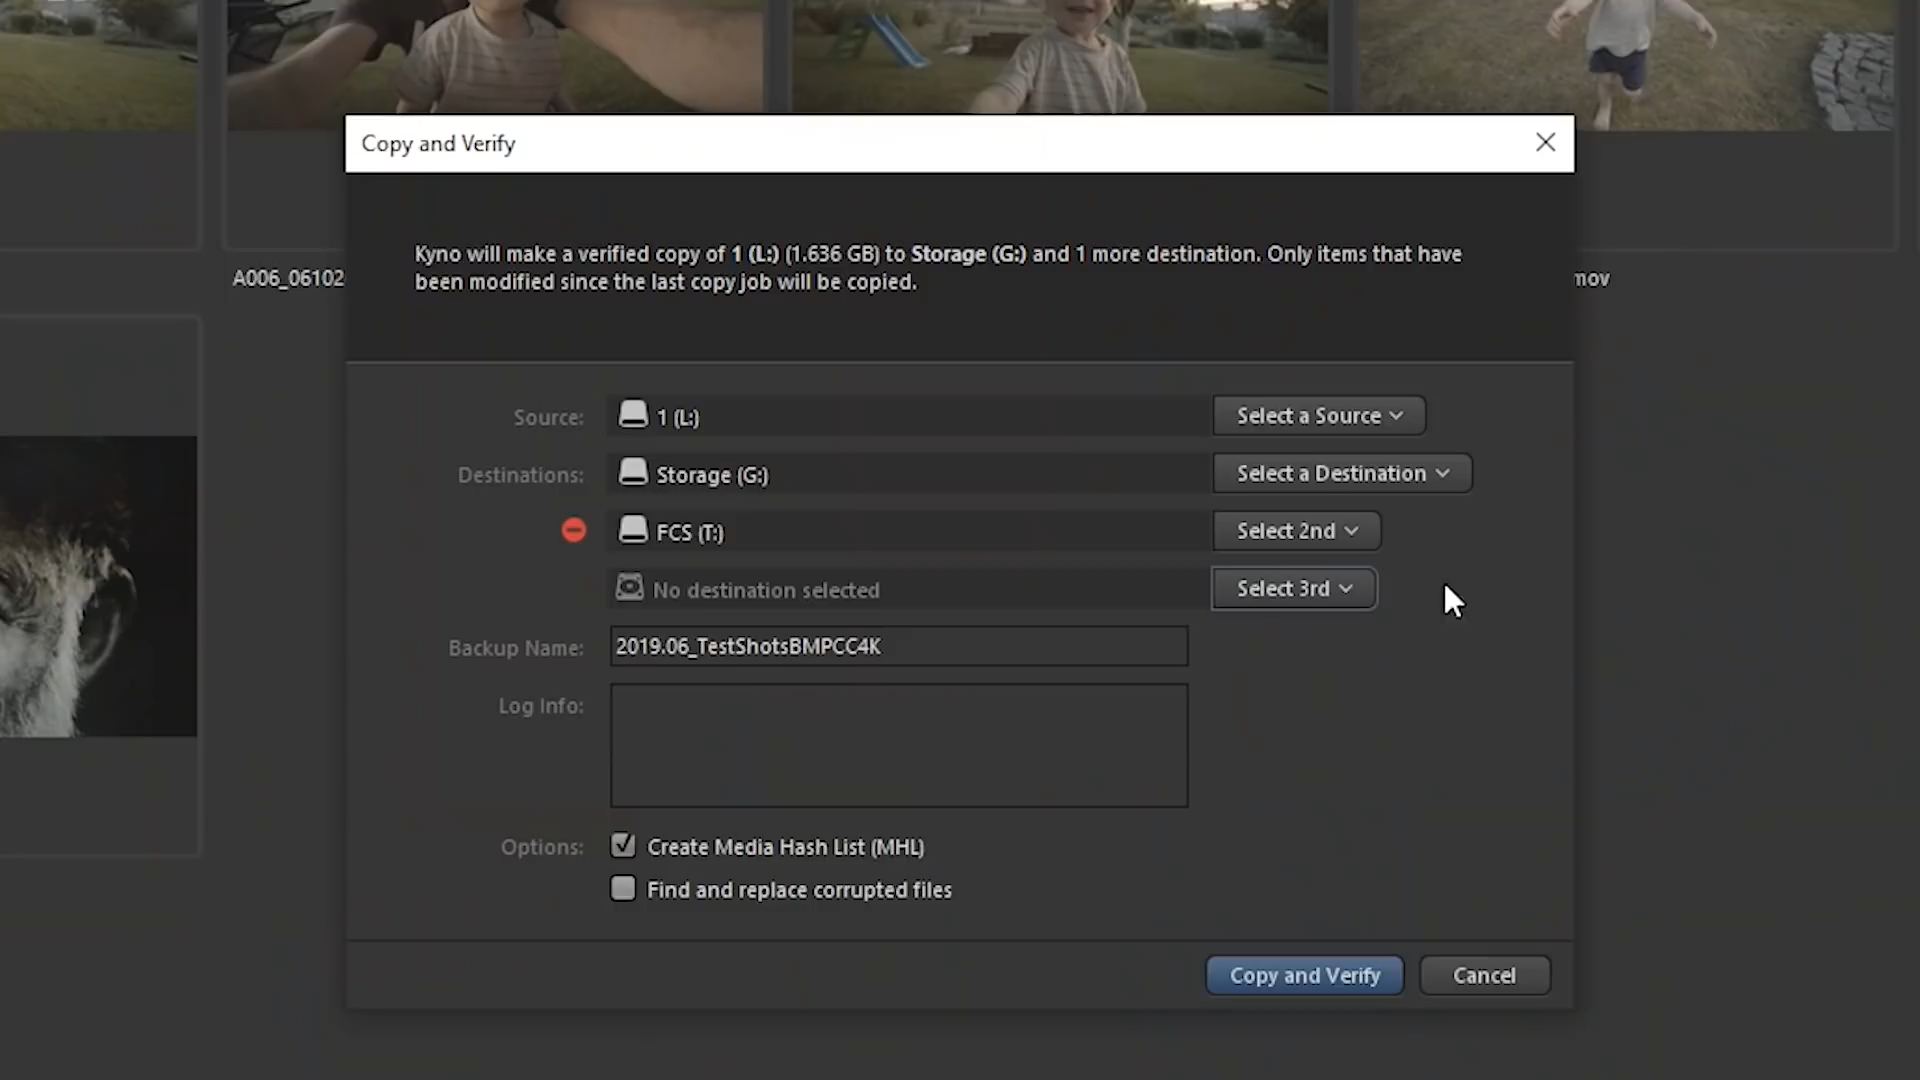 Copy and Verify
Kyno will make a verified copy of 1 (L:) (1.636 GB) to Storage (G:) and 1 more destination. Only items that have
been modified since the last copy job will be copied.
A006_06102
mov
Source:
1 (L:)
Select a Source
Destinations:
Storage (G:)
Select a Destination
FCS (T:)
Select 2nd
No destination selected
Select 3rd
Backup Name:
2019.06_TestShotsBMPCC4K
Log Info:
Options:
Create Media Hash List (MHL)
Find and replace corrupted files
Copy and Verify
Cancel